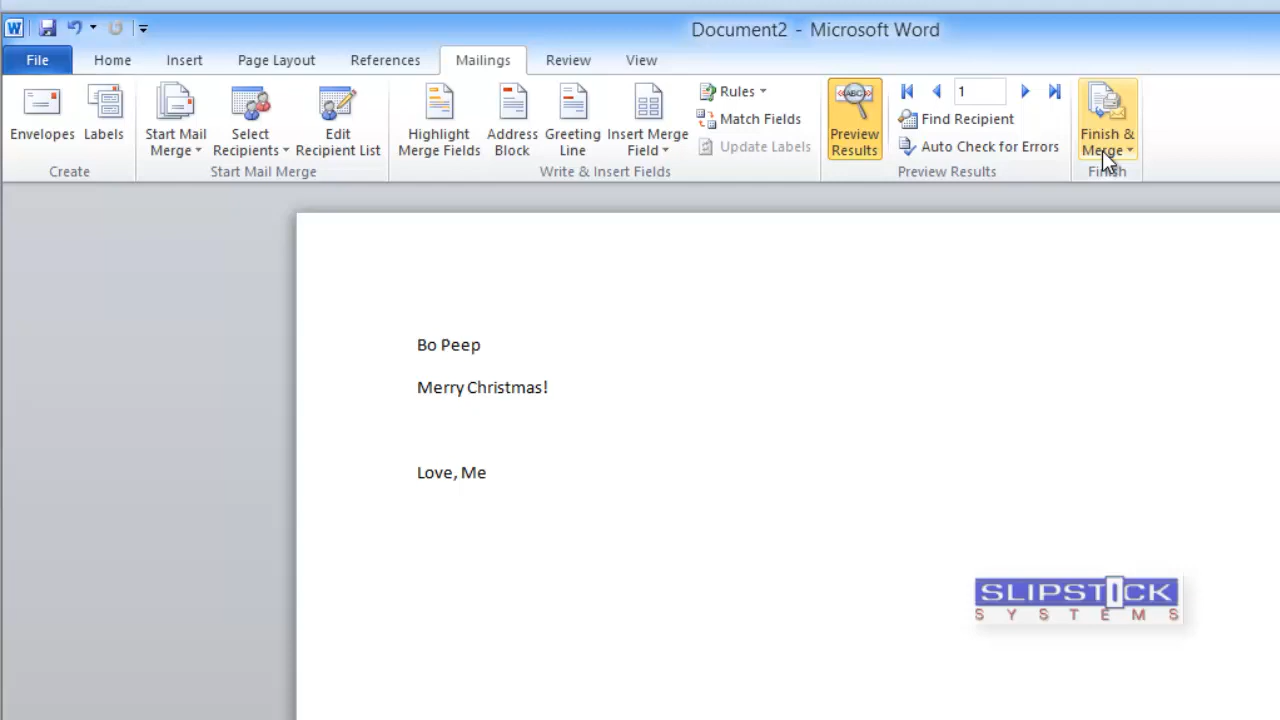 Document2 - Microsoft Word
File Home Insert Page Layout References Mailings Review View
Envelopes
Labels
Create
Start Mail
Merge
Select
Recipients
Edit
Recipient List
Start Mail Merge
Highlight
Merge Fields
Address
Block
Greeting
Line
Insert Merge
Field
Rules
Match Fields
Update Labels
Write & Insert Fields
ABC
Preview
Results
1
Find Recipient
Auto Check for Errors
Preview Results
Finish &
Merge
Finish
Bo Peep
Merry Christmas!
Love, Me
SLIPSTICK
SYSTEMS